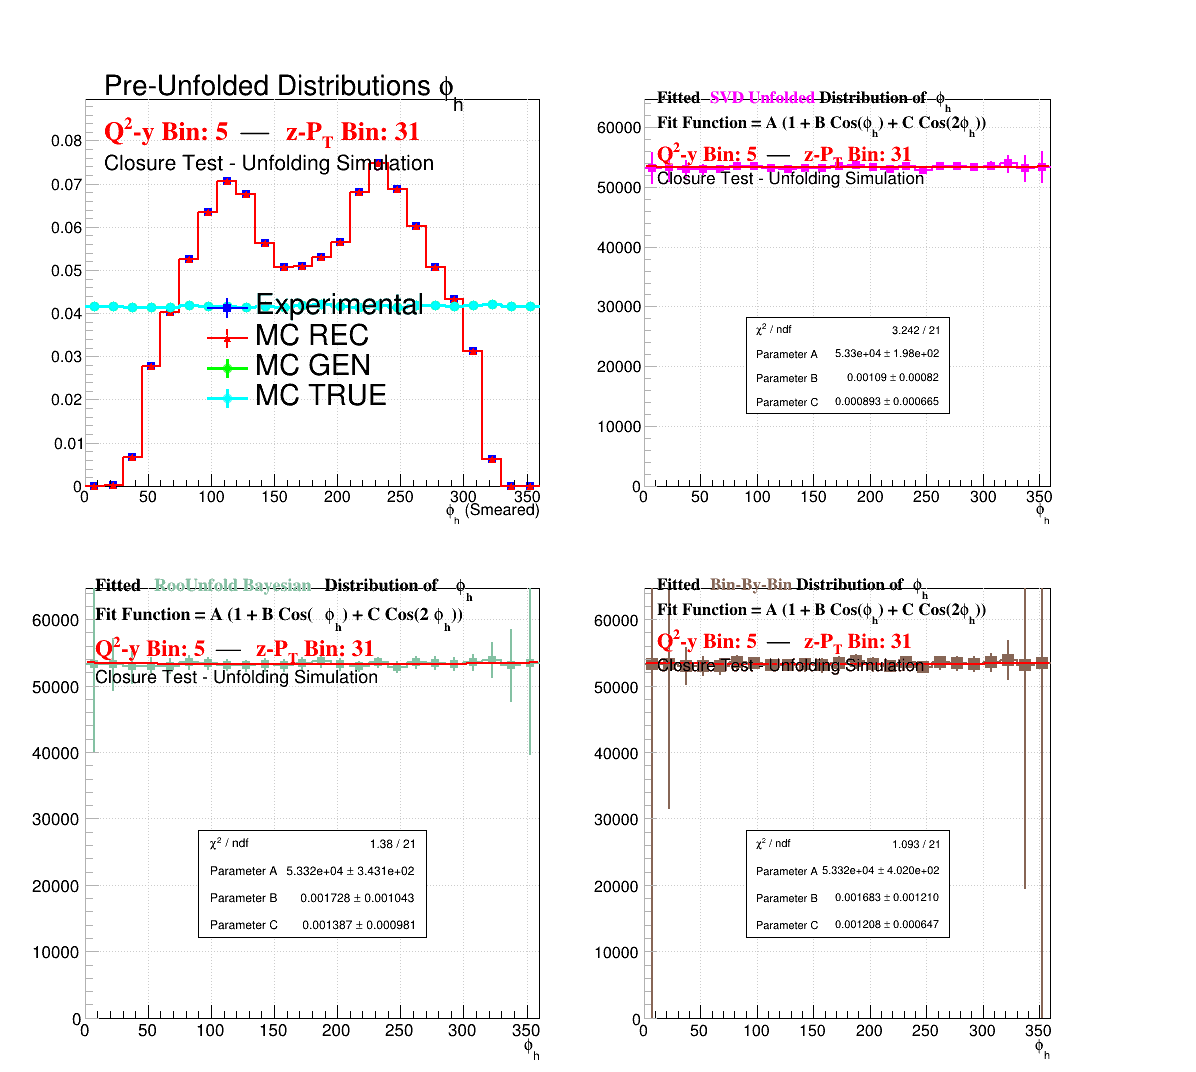 Pre-Unfolded Distributions ϕh
Q²-y Bin: 5 — z-PT Bin: 31
Closure Test - Unfolding Simulation
0.08
0.07
0.06
0.05
0.04
0.03
0.02
0.01
0
Experimental
MC REC
MC GEN
MC TRUE
0 50 100 150 200 250 300 350
ϕh (Smeared)
Fitted SVD Unfolded Distribution of ϕh
Fit Function = A (1 + B Cos(ϕh) + C Cos(2ϕh))
Q²-y Bin: 5 — z-PT Bin: 31
Closure Test - Unfolding Simulation
60000
50000
40000
30000
20000
10000
0
χ² / ndf 3.242 / 21
Parameter A 5.33e+04 ± 1.98e+02
Parameter B 0.00109 ± 0.00082
Parameter C 0.000893 ± 0.000665
0 50 100 150 200 250 300 350
ϕh
Fitted RooUnfold Bayesian Distribution of ϕh
Fit Function = A (1 + B Cos( ϕh) + C Cos(2 ϕh))
Q²-y Bin: 5 — z-PT Bin: 31
Closure Test - Unfolding Simulation
60000
50000
40000
30000
20000
10000
0
χ² / ndf 1.38 / 21
Parameter A 5.332e+04 ± 3.431e+02
Parameter B 0.001728 ± 0.001043
Parameter C 0.001387 ± 0.000981
0 50 100 150 200 250 300 350
ϕh
Fitted Bin-By-Bin Distribution of ϕh
Fit Function = A (1 + B Cos(ϕh) + C Cos(2ϕh))
Q²-y Bin: 5 — z-PT Bin: 31
Closure Test - Unfolding Simulation
60000
50000
40000
30000
20000
10000
0
χ² / ndf 1.093 / 21
Parameter A 5.332e+04 ± 4.020e+02
Parameter B 0.001683 ± 0.001210
Parameter C 0.001208 ± 0.000647
0 50 100 150 200 250 300 350
ϕh